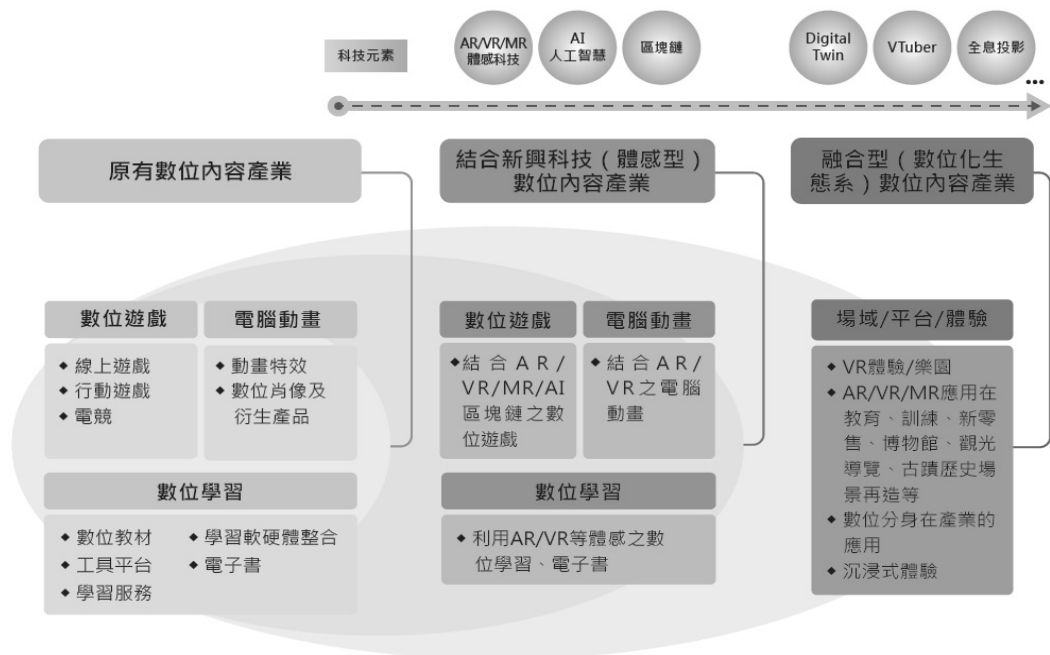 科技元素
AR/VR/MR
體感科技
AI
人工智慧
區塊鏈
Digital
Twin
VTuber
全息投影
...
原有數位內容產業
數位遊戲
◆ 線上遊戲
◆ 行動遊戲
◆ 電競
電腦動畫
◆ 動畫特效
◆ 數位肖像及
衍生產品
數位學習
◆ 數位教材
◆ 工具平台
◆ 學習服務
◆ 學習軟硬體整合
◆ 電子書
結合新興科技(體感型)
數位內容產業
數位遊戲
◆ 結合AR/
VR/MR/AI
區塊鏈之數
位遊戲
電腦動畫
◆ 結合AR/
VR之電腦
動畫
數位學習
◆ 利用AR/VR等體感之數
位學習、電子書
融合型(數位化生
態系)數位內容產業
場域/平台/體驗
◆ VR體驗/樂園
◆ AR/VR/MR應用在
教育、訓練、新零
售、博物館、觀光
導覽、古蹟歷史場
景再造等
◆ 數位分身在產業的
應用
◆ 沉浸式體驗